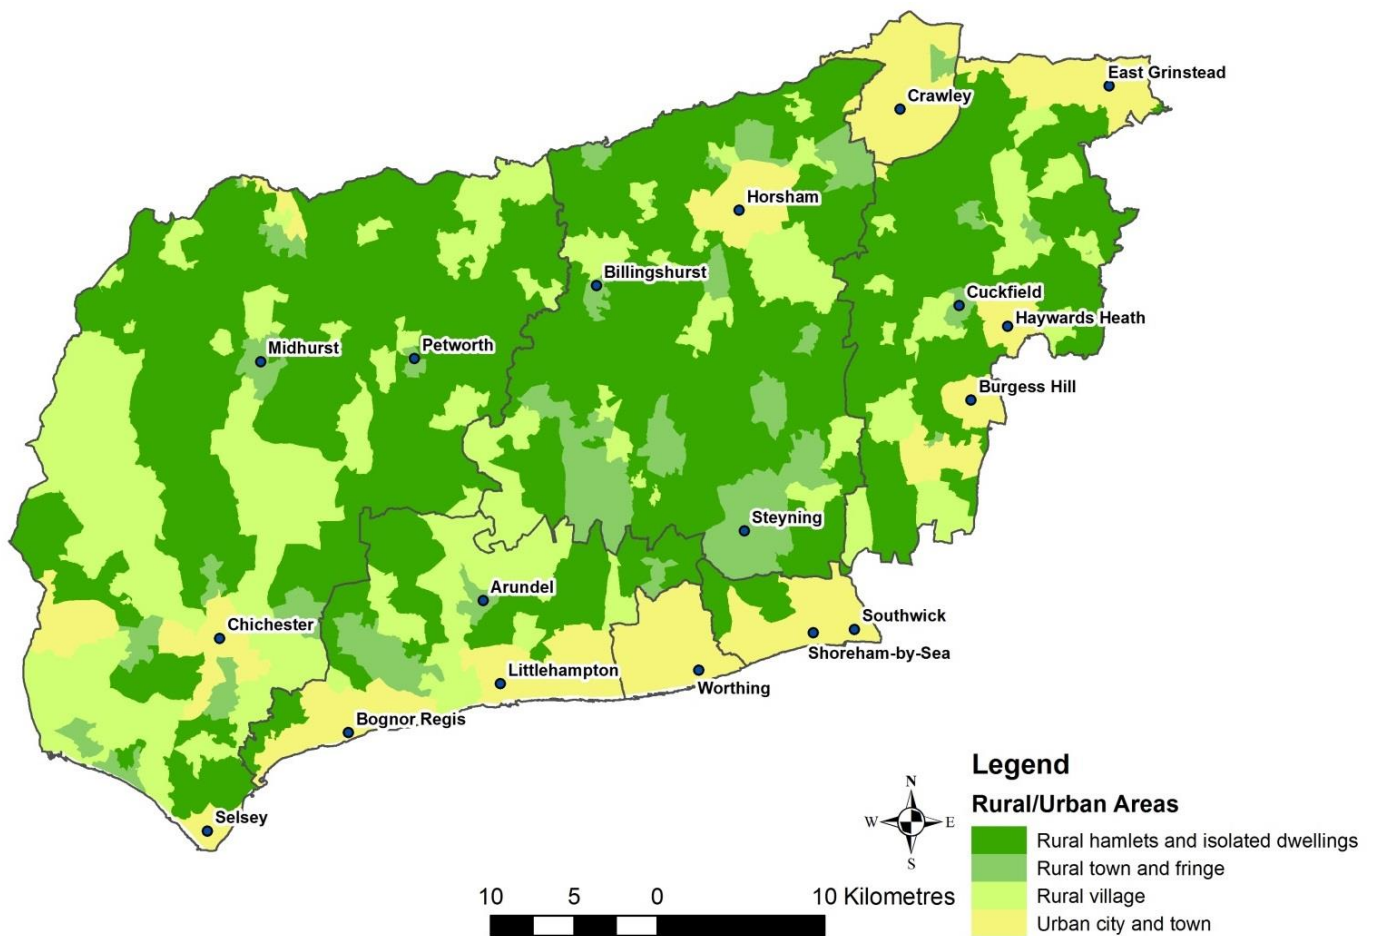 East Grinstead
Crawley
Horsham
Billingshurst
Cuckfield
Haywards Heath
Midhurst
Petworth
Burgess Hill
Steyning
Arundel
Chichester
Southwick
Shoreham-by-Sea
Littlehampton
Worthing
Bognor Regis
Selsey
N
W E
S
Legend
Rural/Urban Areas
Rural hamlets and isolated dwellings
Rural town and fringe
Rural village
Urban city and town
10 5 0 10 Kilometres